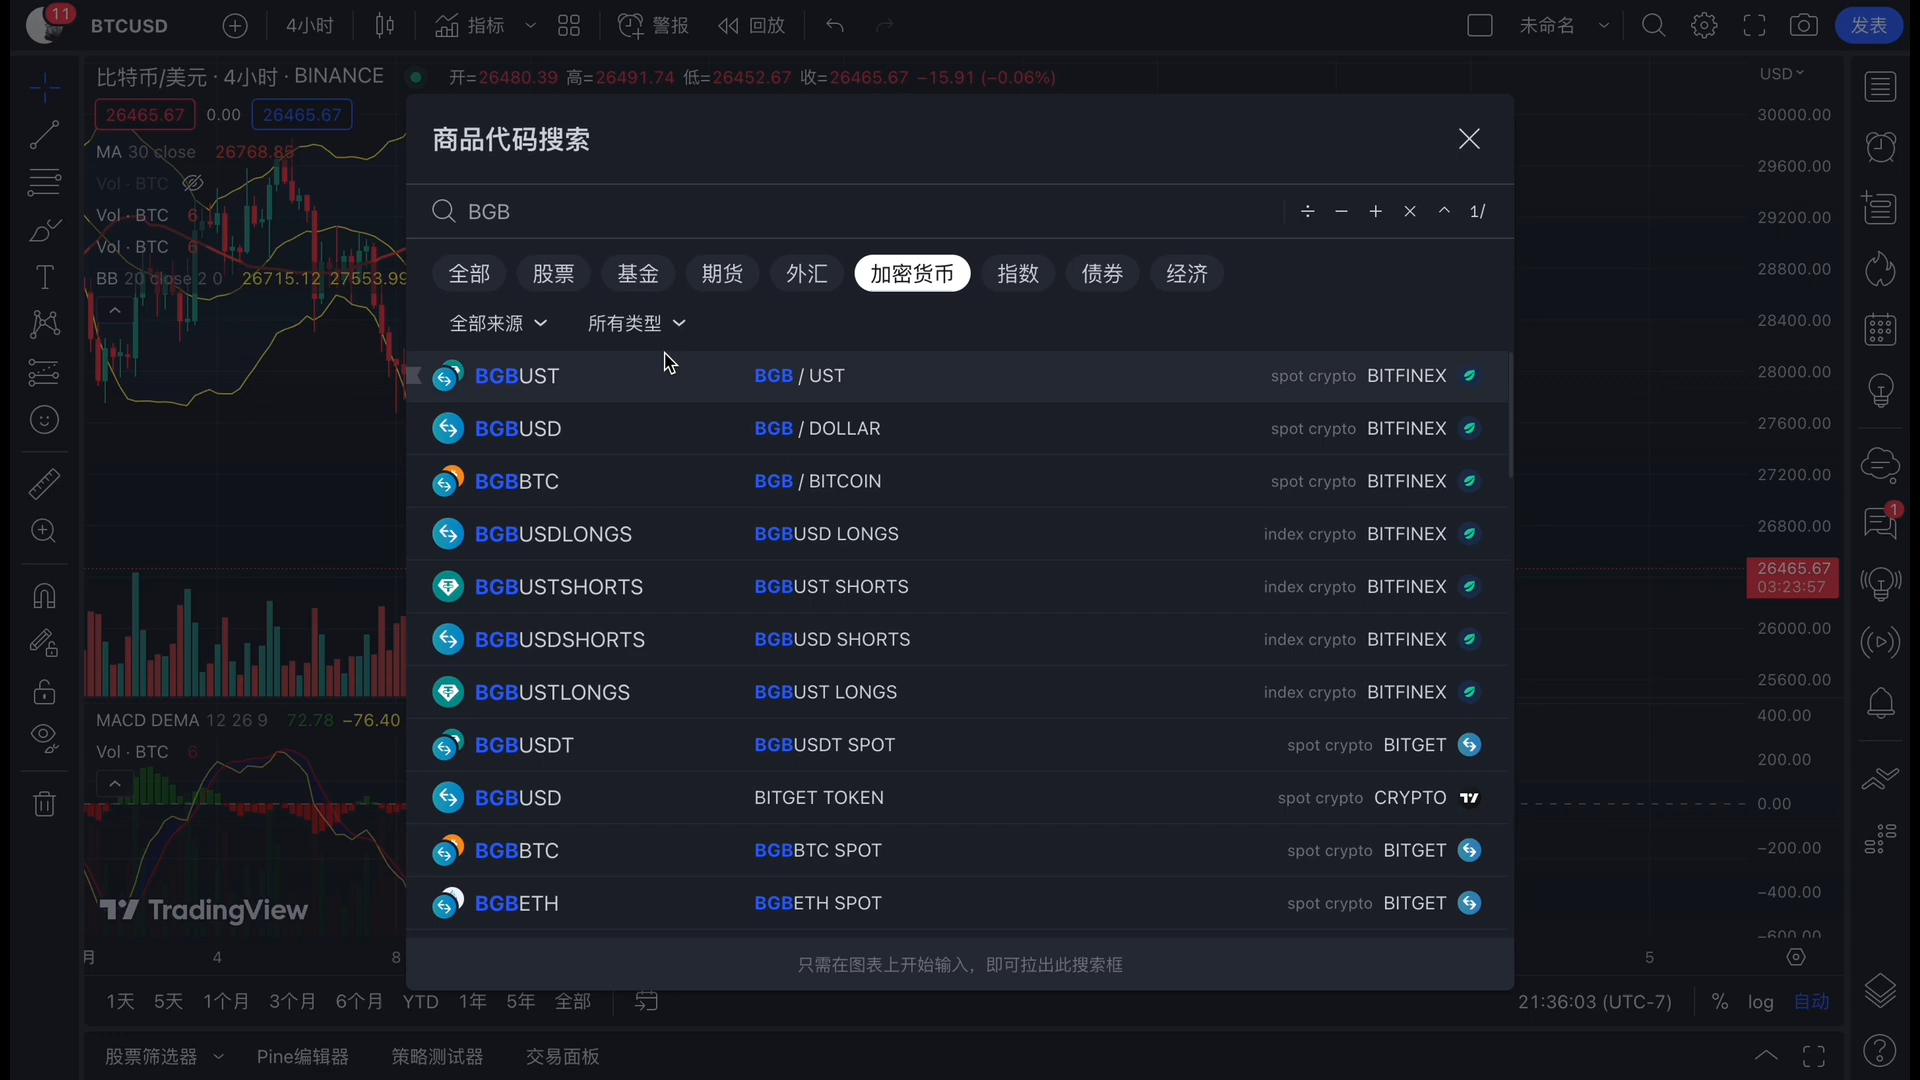 11
BTCUSD
4小时
指标
警报
回放
未命名
发表
比特币/美元 · 4小时 · BINANCE
开=26480.39 高=26491.74 低=26452.67 收=26465.67 −15.91 (−0.06%)
USD
26465.67
0.00
26465.67
MA 30 close 26768.85
Vol · BTC
Vol · BTC 6
Vol · BTC 6
BB 20 close 2 0 26715.12 27553.99
商品代码搜索
BGB
÷ − + × ^ 1/
全部
股票
基金
期货
外汇
加密货币
指数
债券
经济
全部来源
所有类型
BGBUST BGB / UST spot crypto BITFINEX
BGBUSD BGB / DOLLAR spot crypto BITFINEX
BGBBTC BGB / BITCOIN spot crypto BITFINEX
BGBUSDLONGS BGBUSD LONGS index crypto BITFINEX
BGBUSTSHORTS BGBUST SHORTS index crypto BITFINEX
BGBUSDSHORTS BGBUSD SHORTS index crypto BITFINEX
BGBUSTLONGS BGBUST LONGS index crypto BITFINEX
BGBUSDT BGBUSDT SPOT spot crypto BITGET
BGBUSD BITGET TOKEN spot crypto CRYPTO
BGBBTC BGBBTC SPOT spot crypto BITGET
BGBETH BGBETH SPOT spot crypto BITGET
只需在图表上开始输入，即可拉出此搜索框
30000.00
29600.00
29200.00
28800.00
28400.00
28000.00
27600.00
27200.00
26800.00
26465.67
03:23:57
26000.00
25600.00
400.00
200.00
0.00
−200.00
−400.00
−600.00
1
MACD DEMA 12 26 9 72.78 −76.40
Vol · BTC 6
TradingView
月
4
8
5
1天
5天
1个月
3个月
6个月
YTD
1年
5年
全部
21:36:03 (UTC-7)
%
log
自动
股票筛选器
Pine编辑器
策略测试器
交易面板